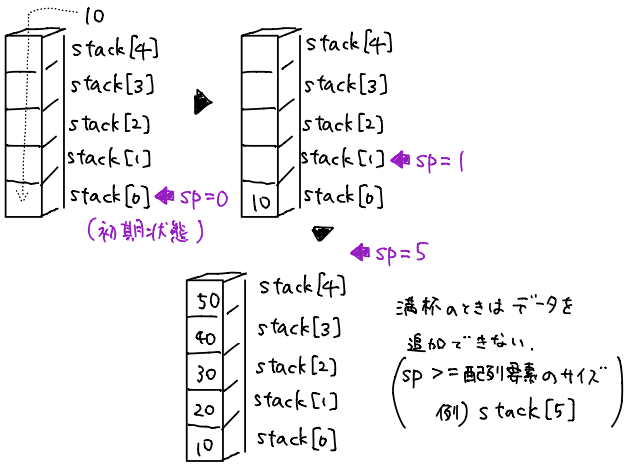 10
stack[4]
stack[3]
stack[2]
stack[1]
stack[0] sp=0
(初期状態)
stack[4]
stack[3]
stack[2]
stack[1] sp=1
10 stack[0]
sp=5
50 stack[4]
40 stack[3]
30 stack[2]
20 stack[1]
10 stack[0]
満杯のときはデータを
追加できない.
(sp >= 配列要素のサイズ
例) stack[5])